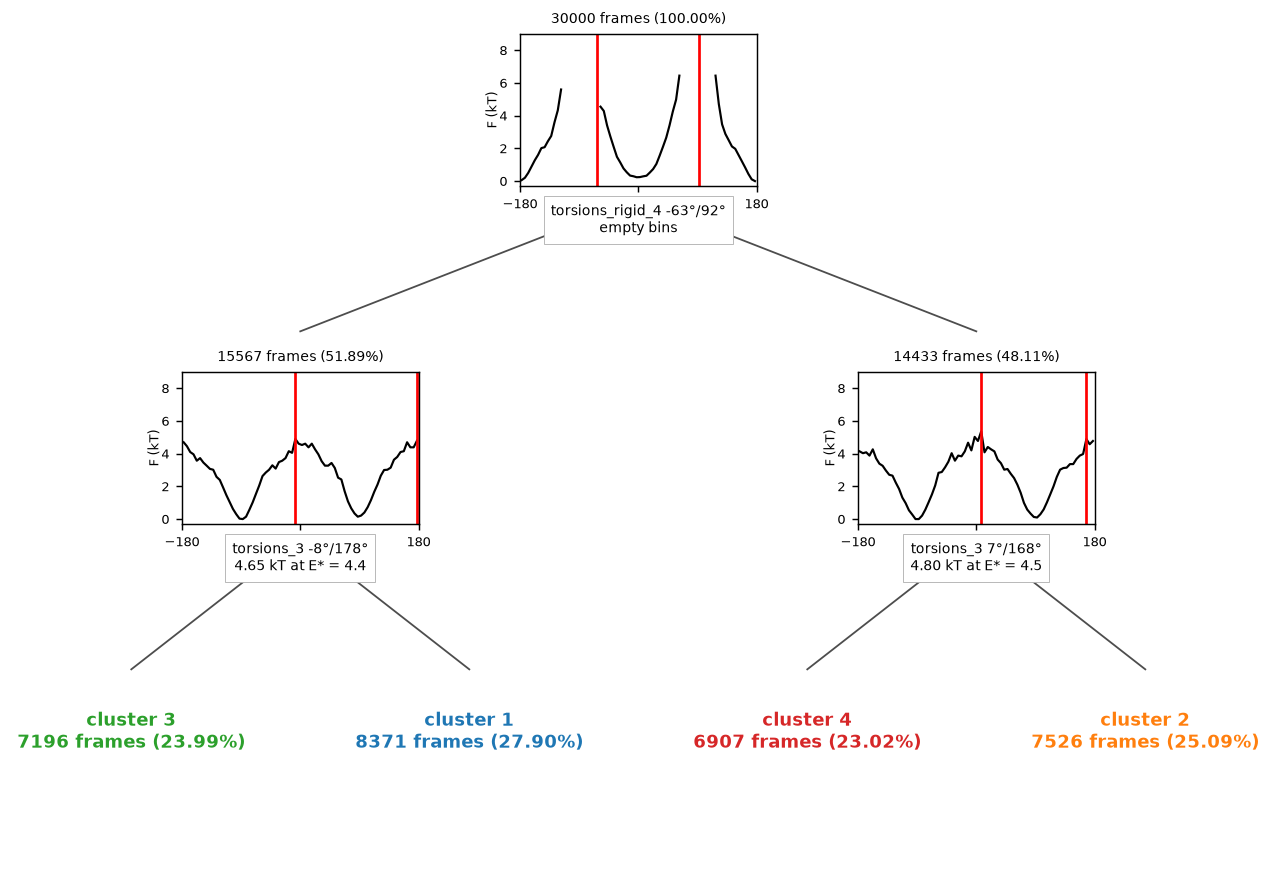 30000 frames (100.00%)
8
6
4
2
0
F (kT)
−180
180
torsions_rigid_4 -63°/92°
empty bins
15567 frames (51.89%)
8
6
4
2
0
F (kT)
−180
180
torsions_3 -8°/178°
4.65 kT at E* = 4.4
14433 frames (48.11%)
8
6
4
2
0
F (kT)
−180
180
torsions_3 7°/168°
4.80 kT at E* = 4.5
cluster 3
7196 frames (23.99%)
cluster 1
8371 frames (27.90%)
cluster 4
6907 frames (23.02%)
cluster 2
7526 frames (25.09%)